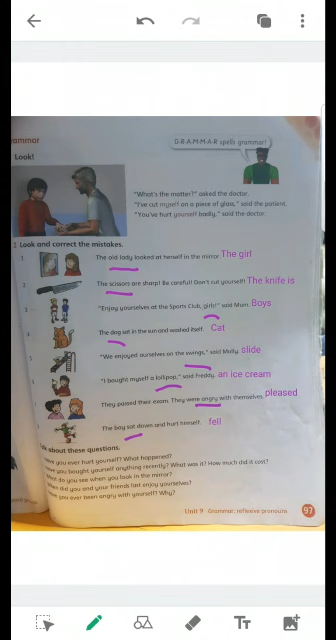 G-R-A-M-M-A-R spells grammar!
Look!
"What's the matter?" asked the doctor.
"I've cut myself on a piece of glass," said the patient.
"You've hurt yourself badly," said the doctor.
Look and correct the mistakes.
The old lady looked at herself in the mirror. The girl
The scissors are sharp! Be careful! Don't cut yourself! The knife is
"Enjoy yourselves at the Sports Club, girls!" said Mum. Boys
The dog sat in the sun and washed itself. Cat
"We enjoyed ourselves on the swings," said Molly. slide
"I bought myself a lollipop," said Freddy. an ice cream
They passed their exam. They were angry with themselves. pleased
The boy sat down and hurt himself. fell
about these questions.
you ever hurt yourself? What happened?
you bought yourself anything recently? What was it? How much did it cost?
do you see when you look in the mirror?
did you and your friends last enjoy yourselves?
you ever been angry with yourself? Why?
Unit 9 Grammar: reflexive pronouns 97
Tт